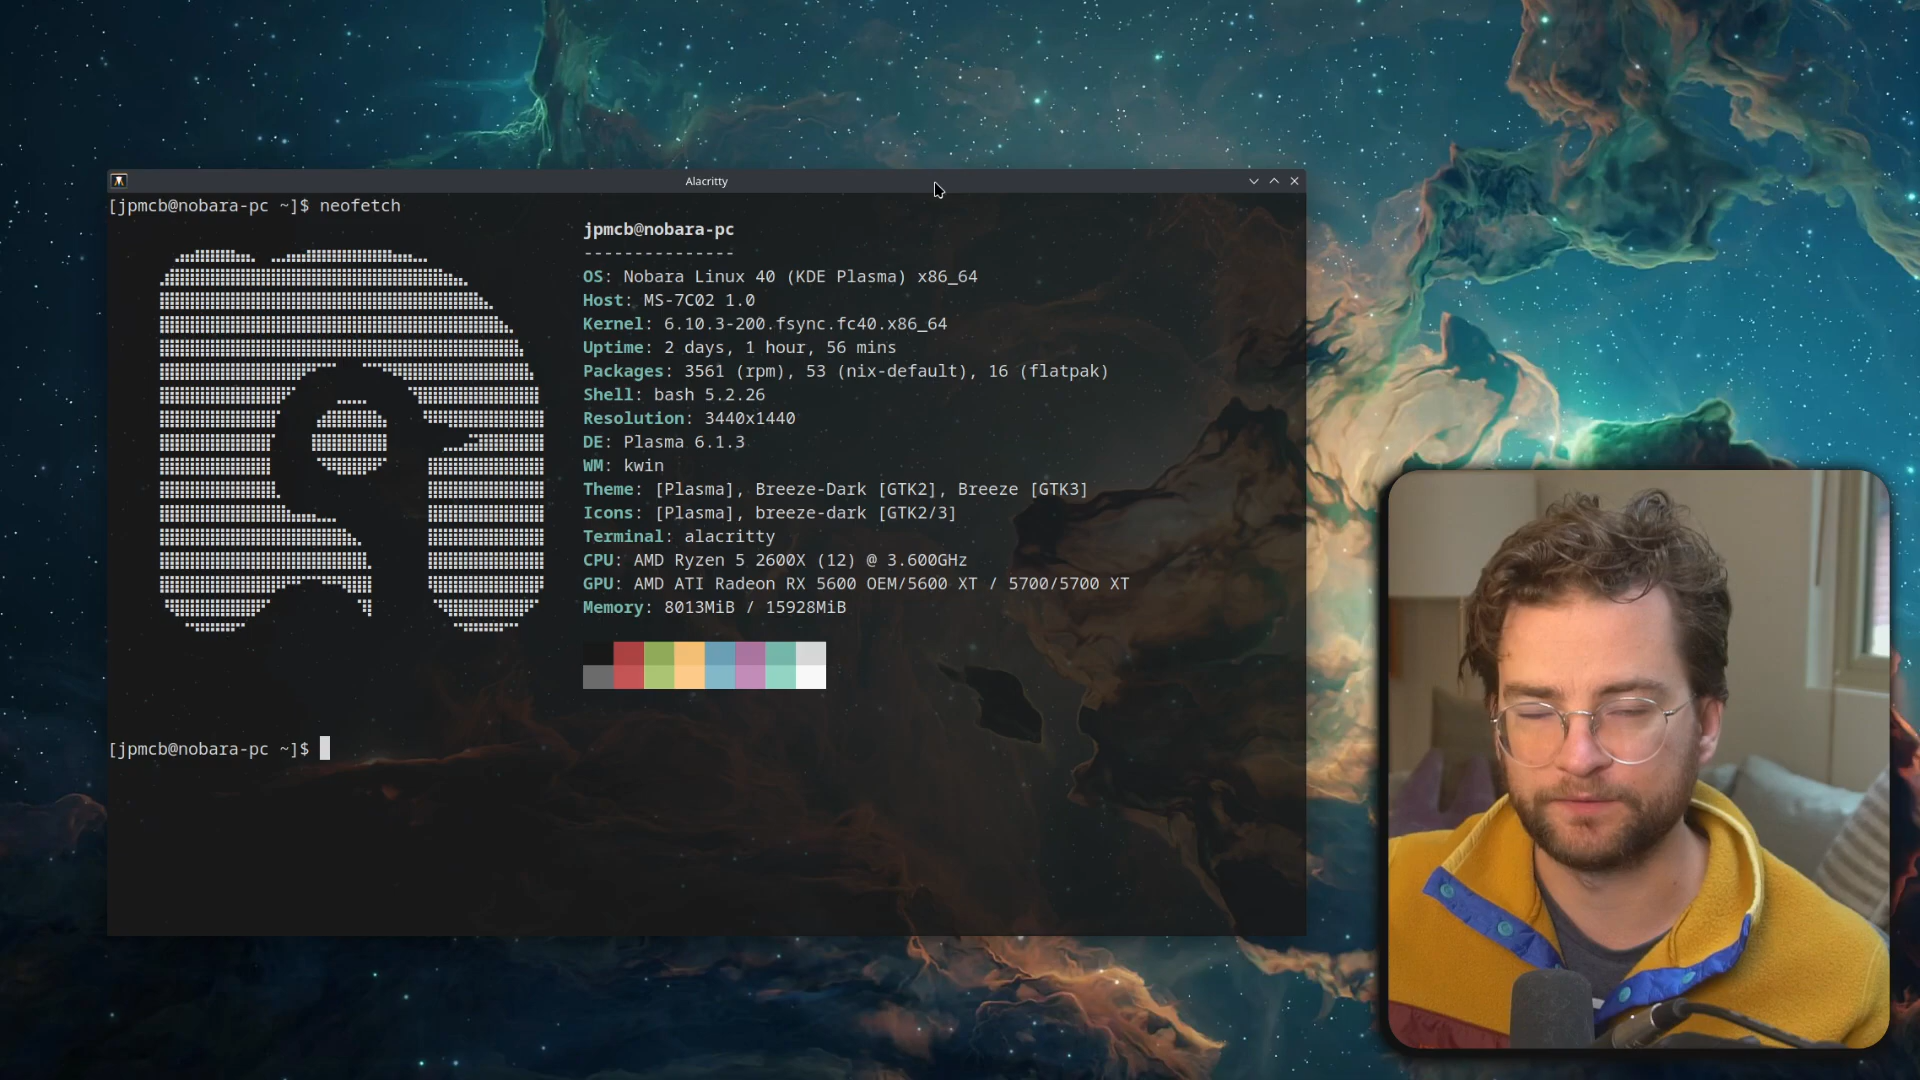 Alacritty
[jpmcb@nobara-pc ~]$ neofetch
jpmcb@nobara-pc
---------------
OS: Nobara Linux 40 (KDE Plasma) x86_64
Host: MS-7C02 1.0
Kernel: 6.10.3-200.fsync.fc40.x86_64
Uptime: 2 days, 1 hour, 56 mins
Packages: 3561 (rpm), 53 (nix-default), 16 (flatpak)
Shell: bash 5.2.26
Resolution: 3440x1440
DE: Plasma 6.1.3
WM: kwin
Theme: [Plasma], Breeze-Dark [GTK2], Breeze [GTK3]
Icons: [Plasma], breeze-dark [GTK2/3]
Terminal: alacritty
CPU: AMD Ryzen 5 2600X (12) @ 3.600GHz
GPU: AMD ATI Radeon RX 5600 OEM/5600 XT / 5700/5700 XT
Memory: 8013MiB / 15928MiB
[jpmcb@nobara-pc ~]$